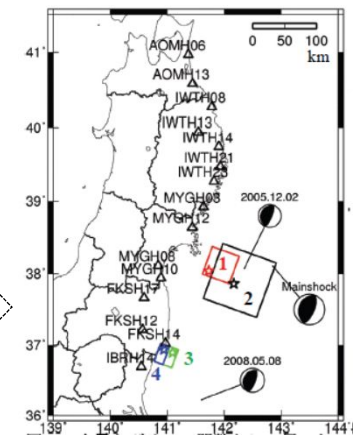 0 50 100
km
41°
AOMH06
AOMH13
IWTH08
40°
IWTH13
IWTH14
IWTH21
IWTH23
39°
MYGH03
MYGH12
2005.12.02
MYGH08
MYGH10
38°
1
2
Mainshock
FKSH17
FKSH12
FKSH14
37°
IBRH14
4
3
2008.05.08
36°
139° 140° 141° 142° 143° 144°